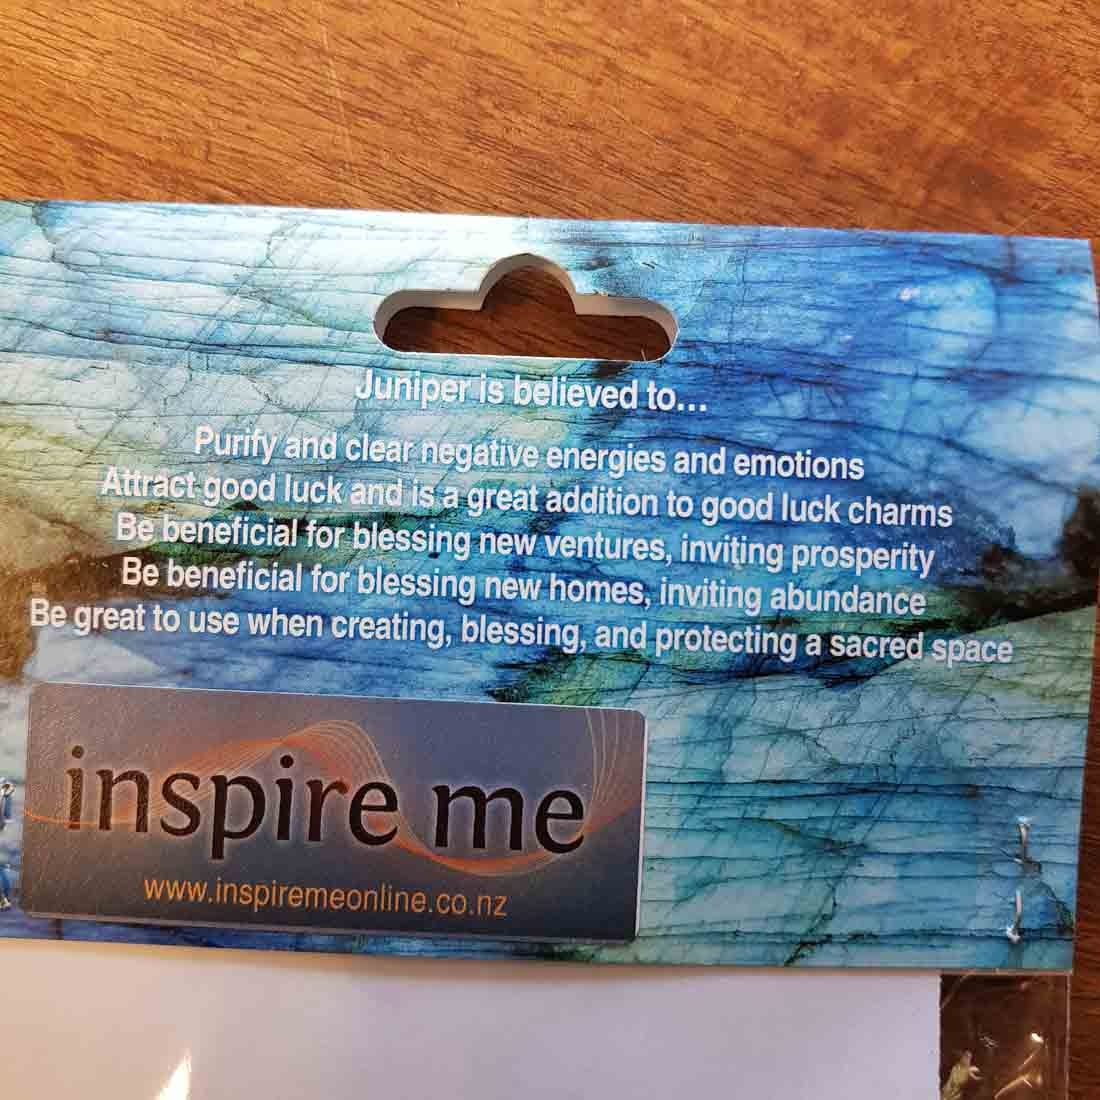 Juniper is believed to...
Purify and clear negative energies and emotions
Attract good luck and is a great addition to good luck charms
Be beneficial for blessing new ventures, inviting prosperity
Be beneficial for blessing new homes, inviting abundance
Be great to use when creating, blessing, and protecting a sacred space
inspire me
www.inspiremeonline.co.nz